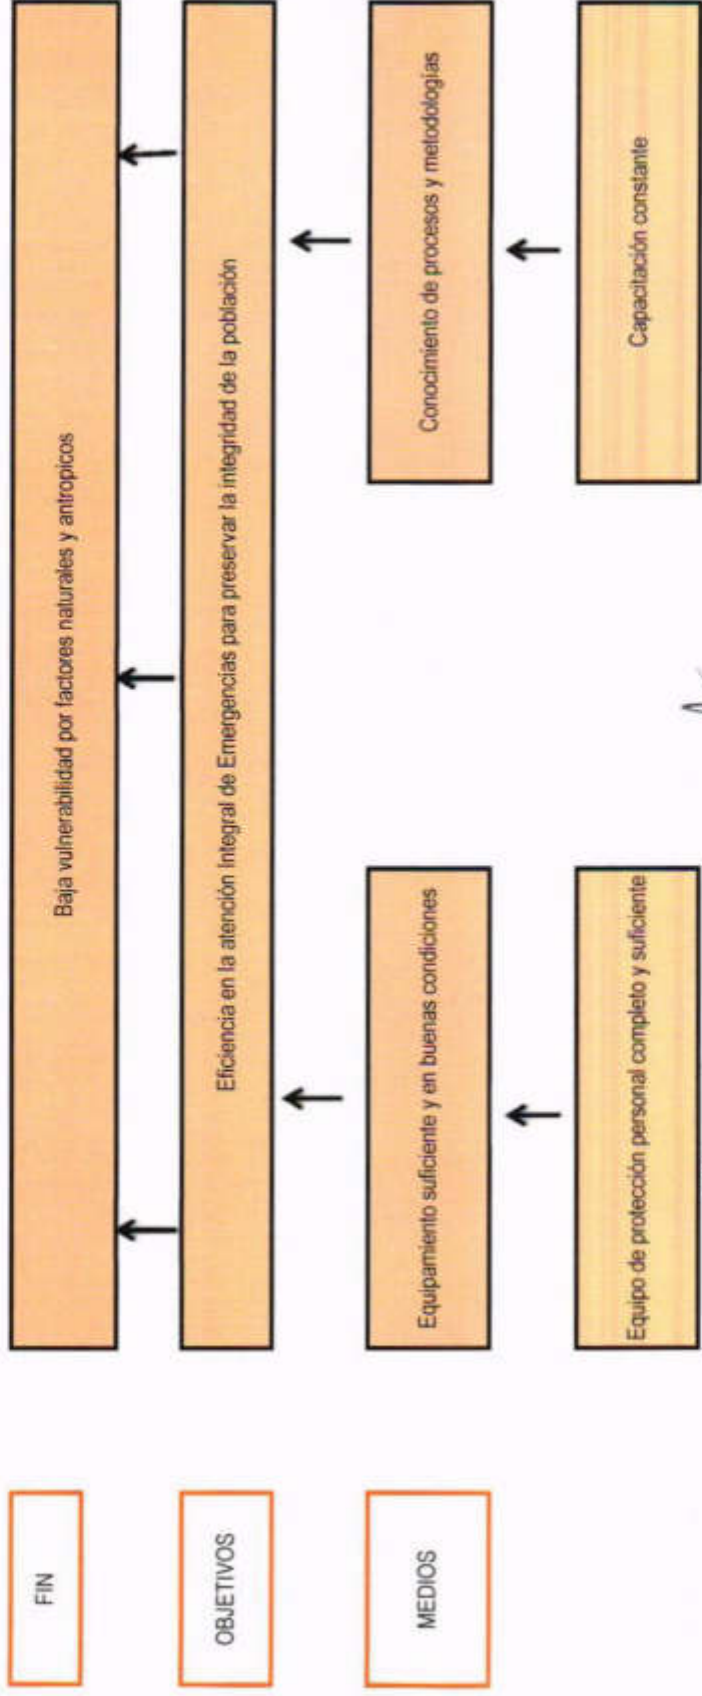 FIN
Baja vulnerabilidad por factores naturales y antropicos
OBJETIVOS
Eficiencia en la atención Integral de Emergencias para preservar la integridad de la población
MEDIOS
Equipamiento suficiente y en buenas condiciones
Conocimiento de procesos y metodologías
Equipo de protección personal completo y suficiente
Capacitación constante